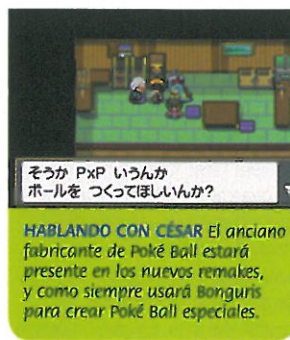 そうか PxP いうんか
ボールを つくってほしいんか?
HABLANDO CON CÉSAR El anciano
fabricante de Poké Ball estará
presente en los nuevos remakes,
y como siempre usará Bonguris
para crear Poké Ball especiales.